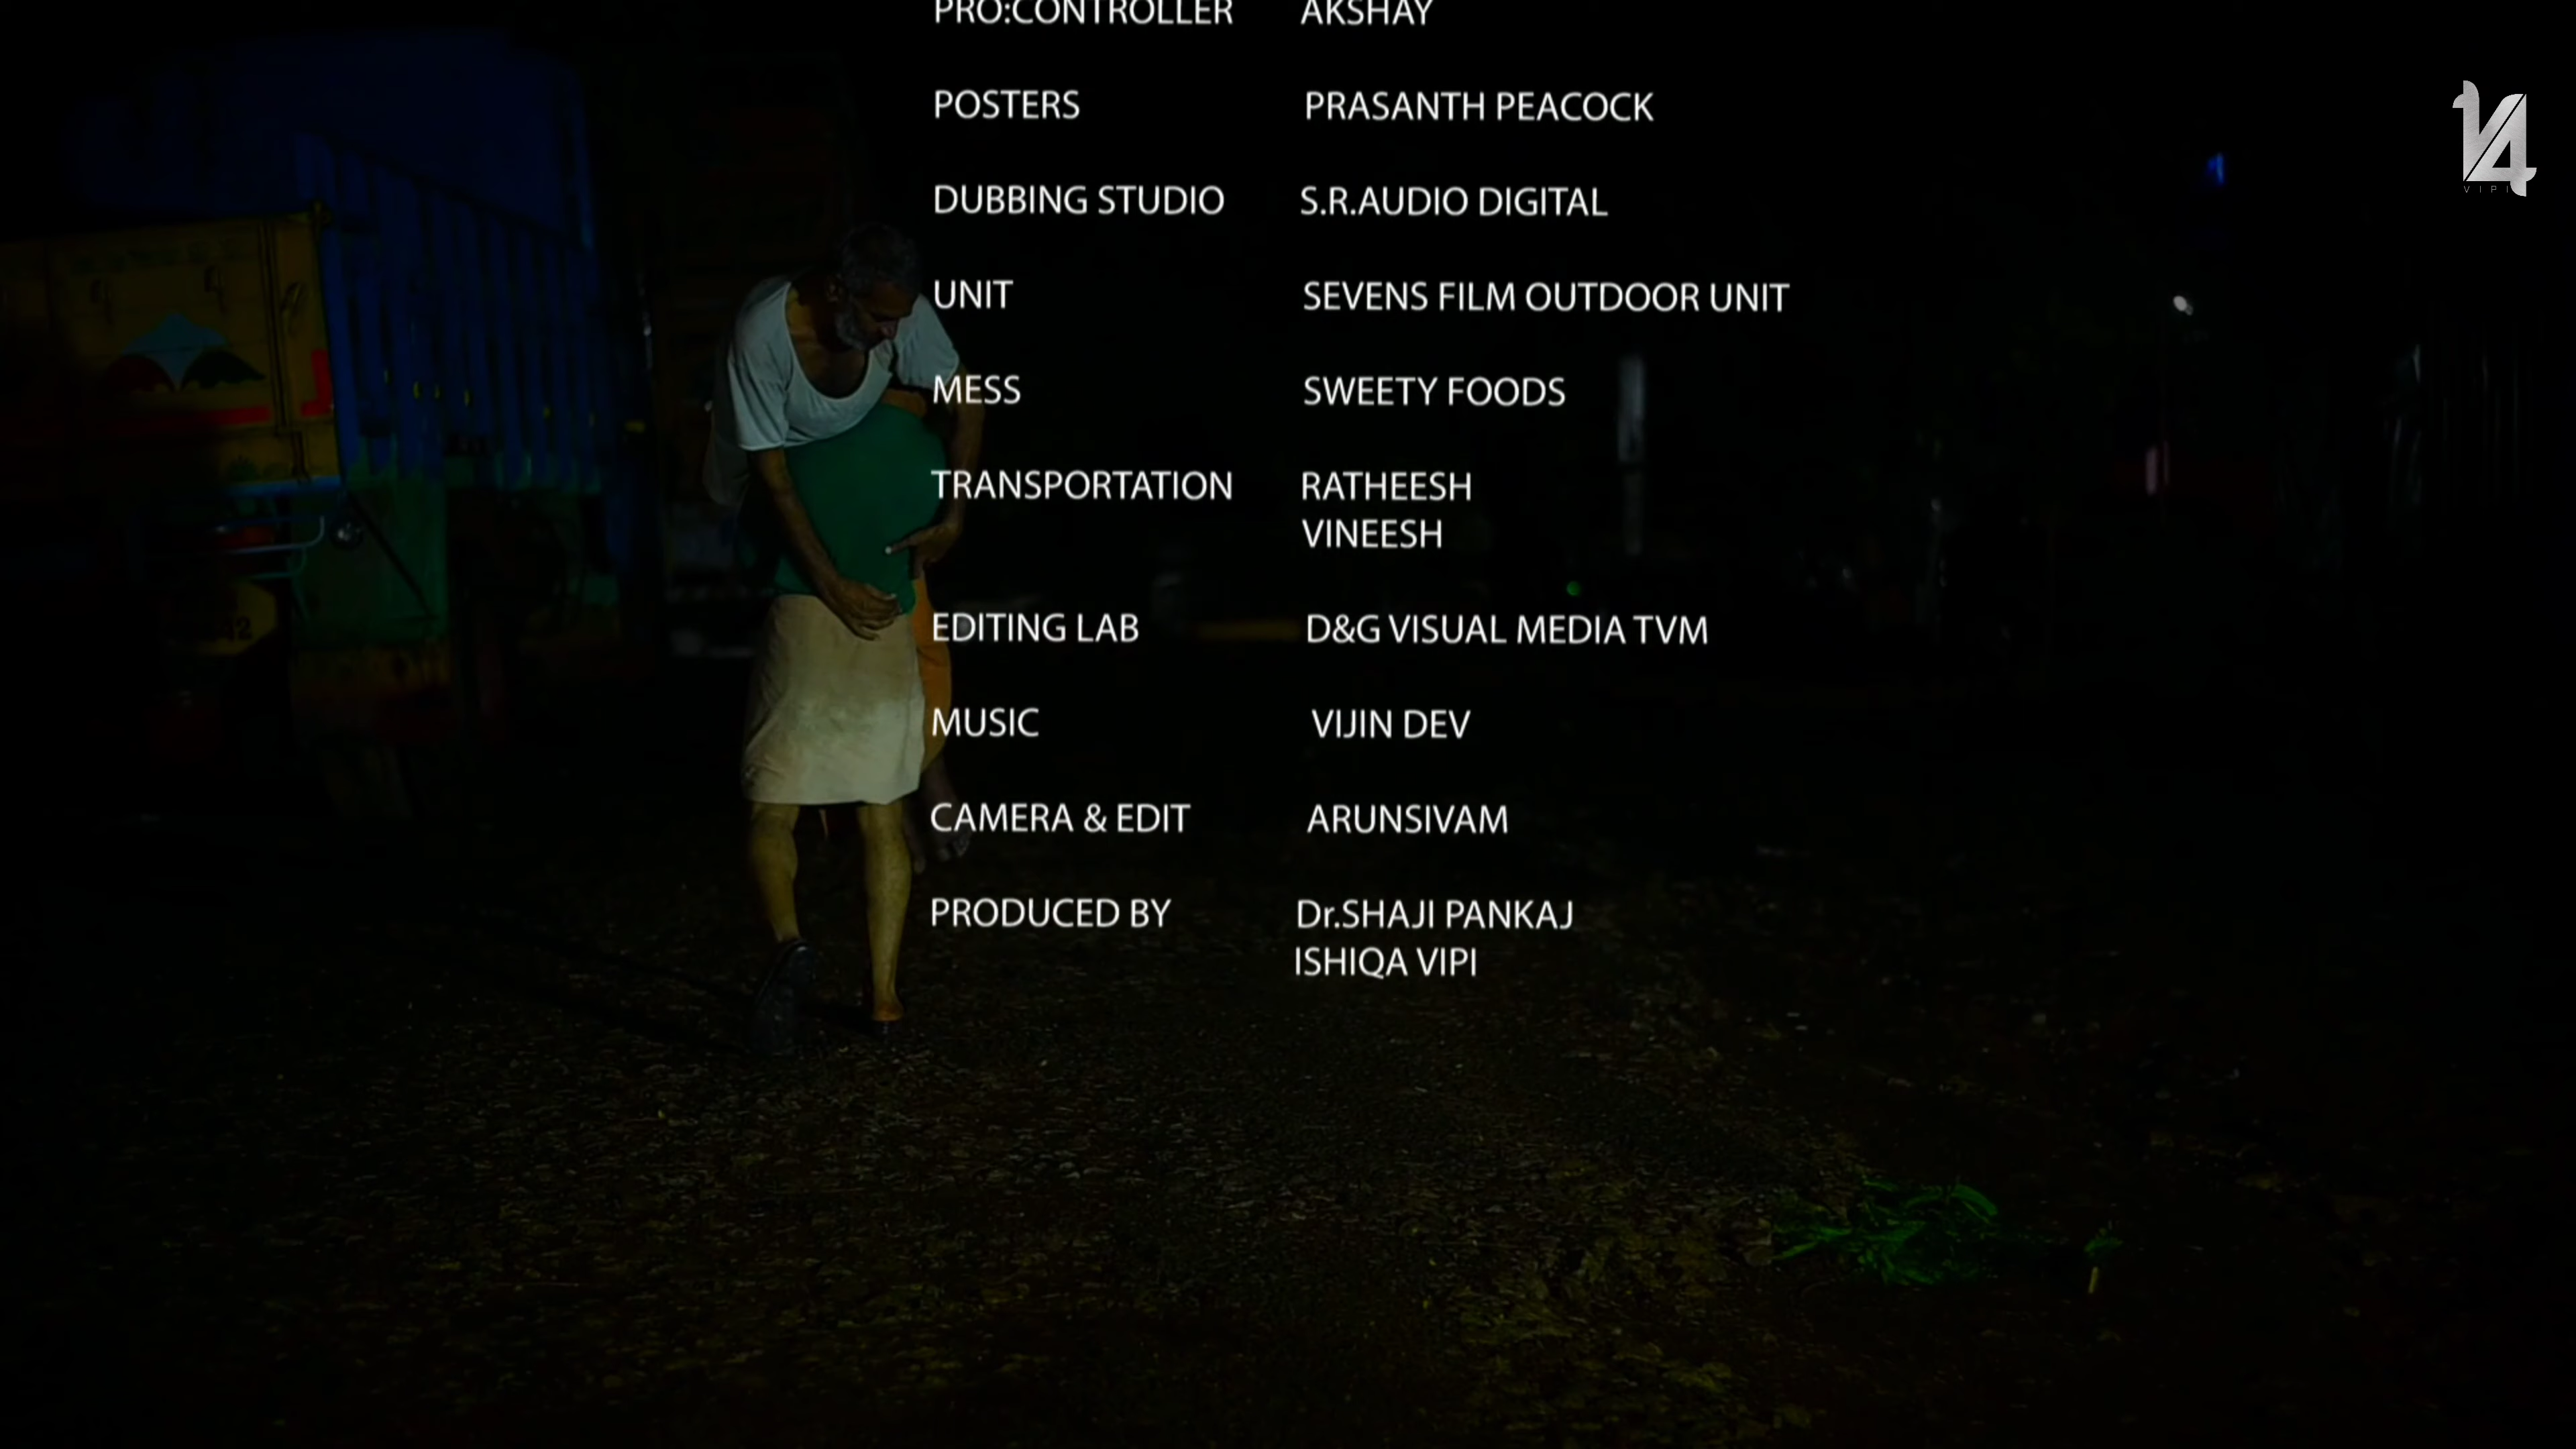 PRO:CONTROLLER AKSHAY
POSTERS PRASANTH PEACOCK
DUBBING STUDIO S.R.AUDIO DIGITAL
UNIT SEVENS FILM OUTDOOR UNIT
MESS SWEETY FOODS
TRANSPORTATION RATHEESH
VINEESH
EDITING LAB D&G VISUAL MEDIA TVM
MUSIC VIJIN DEV
CAMERA & EDIT ARUNSIVAM
PRODUCED BY Dr.SHAJI PANKAJ
ISHIQA VIPI
14
VIPI